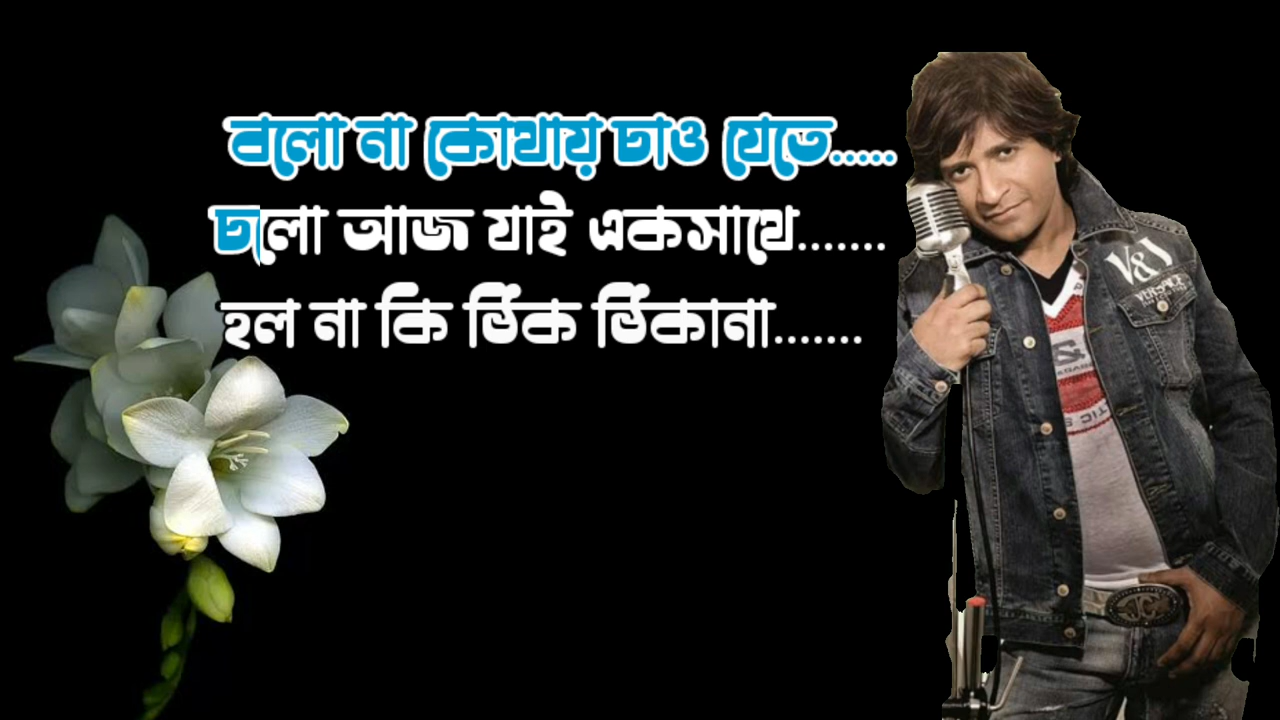 বলো না কোথায় চাও যেতে.....
চলো আজ যাই একসাথে.......
হল না কি ঠিক ঠিকানা.......
V&J